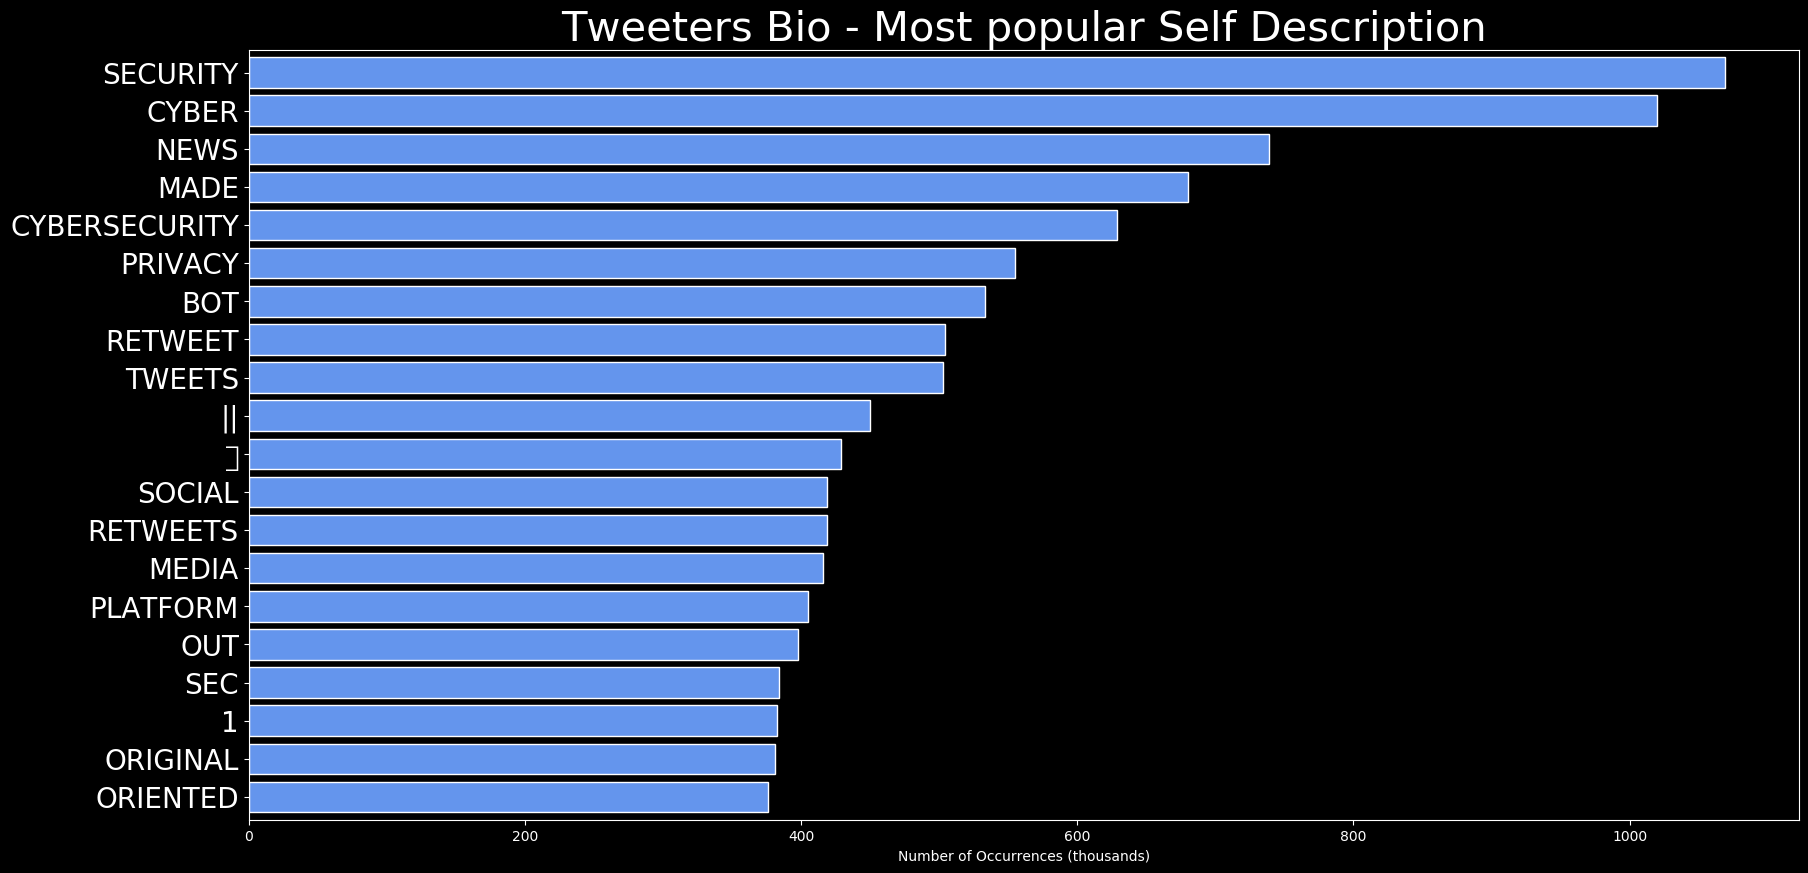 Tweeters Bio - Most popular Self Description
SECURITY
CYBER
NEWS
MADE
CYBERSECURITY
PRIVACY
BOT
RETWEET
TWEETS
||
SOCIAL
RETWEETS
MEDIA
PLATFORM
OUT
SEC
1
ORIGINAL
ORIENTED
0 200 400 600 800 1000
Number of Occurrences (thousands)